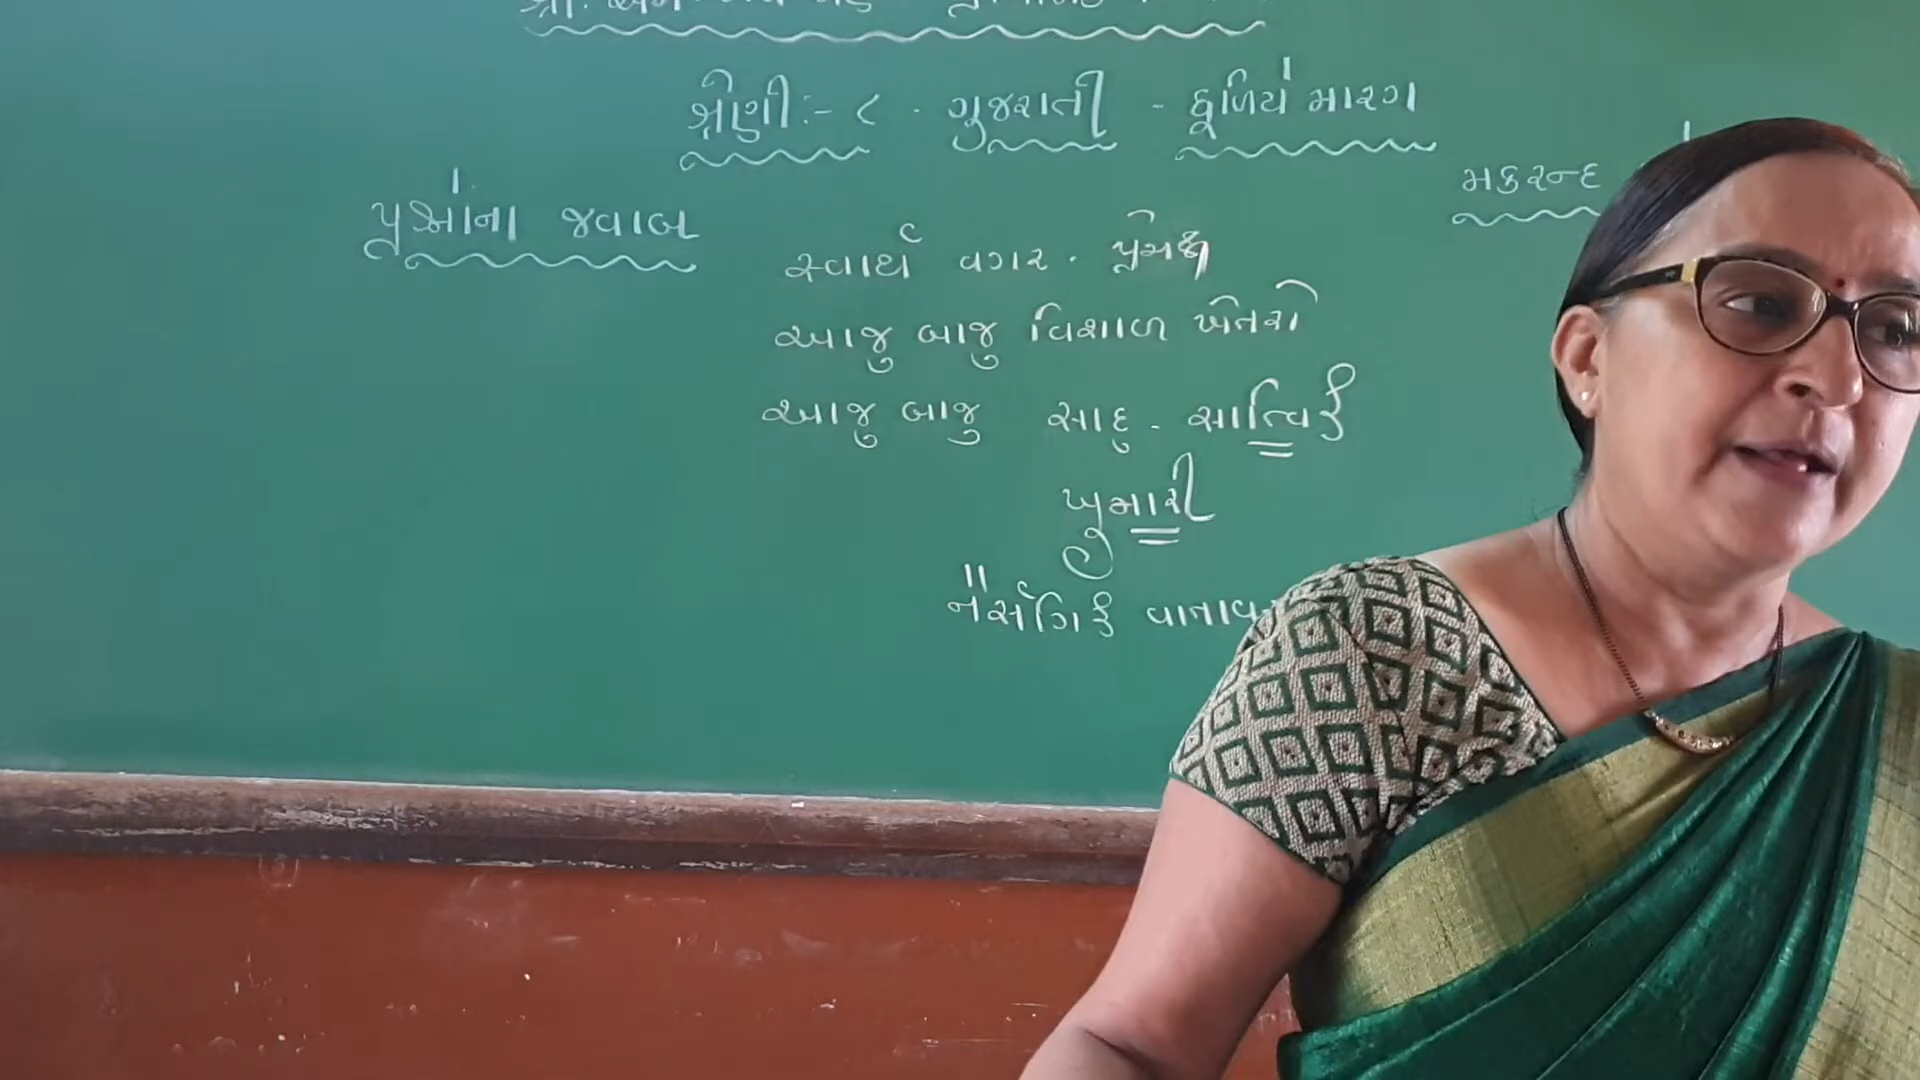 શ્રેણી:- ૮ - ગુજરાતી - ધૂળિયે મારગ
મકરન્દ
પ્રશ્નોના જવાબ
સ્વાર્થ વગર.
આજુ બાજુ વિશાળ ખેતરો
આજુ બાજુ સાદુ - સાત્વિક
ખુમારી
નૈસર્ગિક